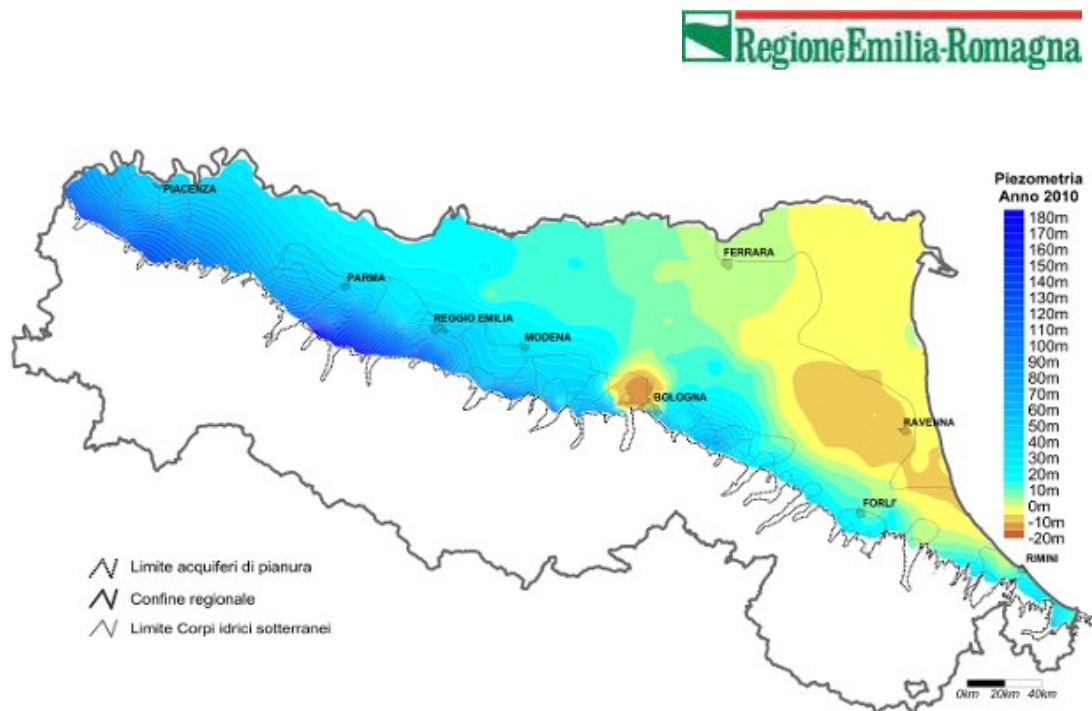 RegioneEmilia-Romagna
Piezometria
Anno 2010
180m
170m
160m
150m
140m
130m
120m
110m
100m
90m
80m
70m
60m
50m
40m
30m
20m
10m
0m
-10m
-20m
PIACENZA
PARMA
REGGIO EMILIA
MODENA
BOLOGNA
FERRARA
RAVENNA
FORLI'
RIMINI
Limite acquiferi di pianura
Confine regionale
Limite Corpi idrici sotterranei
0km 20km 40km